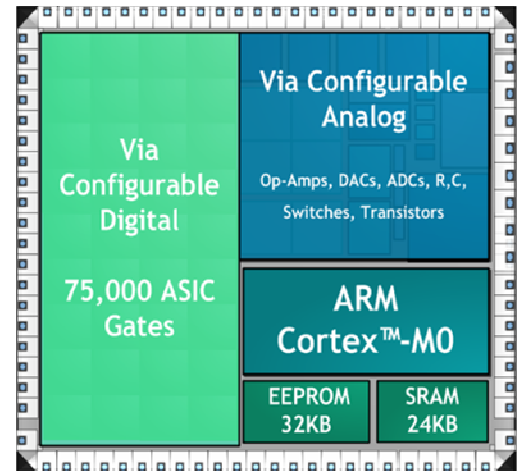 Via
Configurable
Digital
75,000 ASIC
Gates
Via Configurable
Analog
Op-Amps, DACs, ADCs, R,C,
Switches, Transistors
ARM
Cortex™-M0
EEPROM
32KB
SRAM
24KB